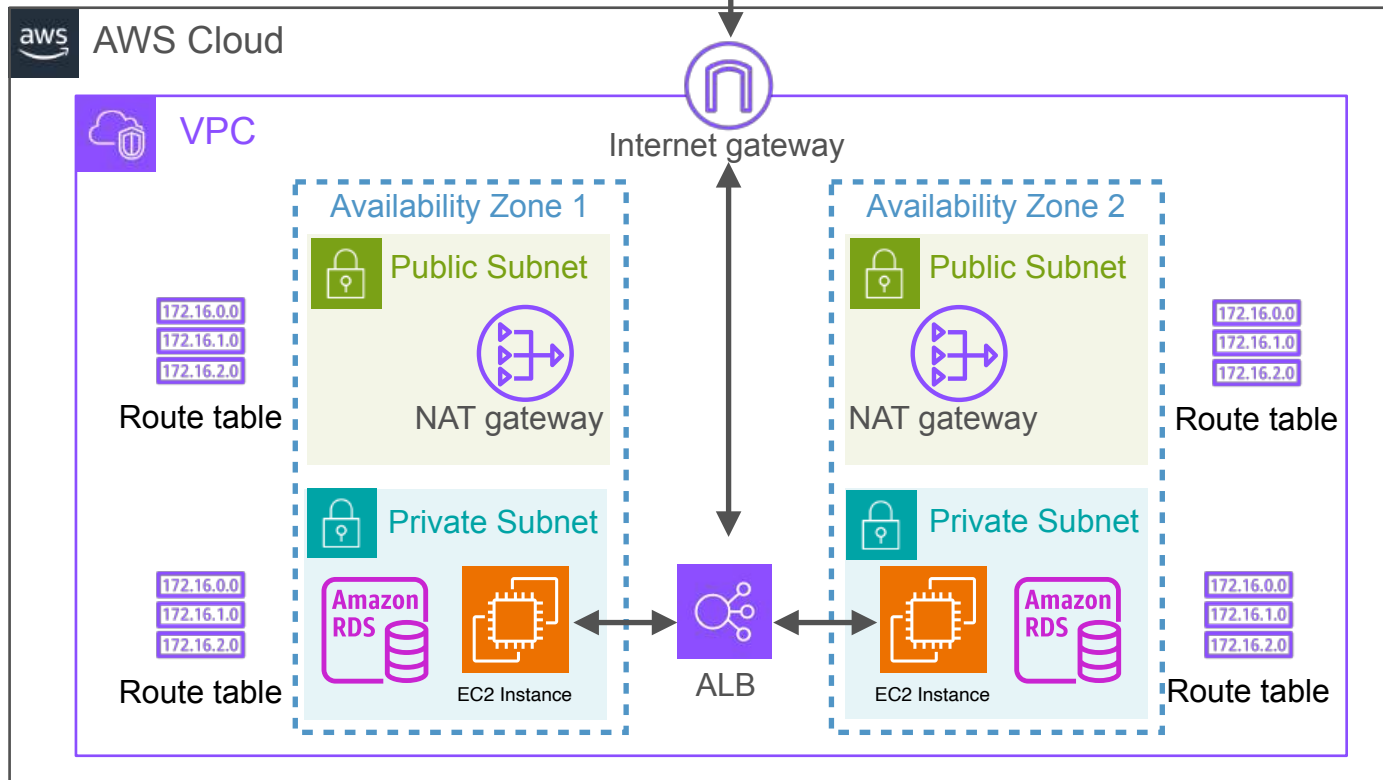 aws
AWS Cloud
VPC
Internet gateway
Availability Zone 1
Availability Zone 2
Public Subnet
Public Subnet
172.16.0.0
172.16.1.0
172.16.2.0
Route table
NAT gateway
NAT gateway
172.16.0.0
172.16.1.0
172.16.2.0
Route table
Private Subnet
Private Subnet
172.16.0.0
172.16.1.0
172.16.2.0
Route table
Amazon
RDS
EC2 Instance
ALB
EC2 Instance
Amazon
RDS
172.16.0.0
172.16.1.0
172.16.2.0
Route table